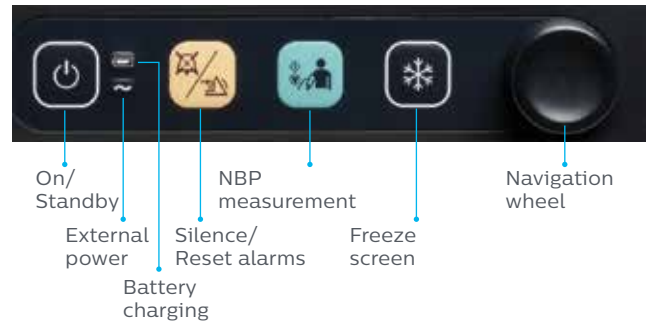 On/
Standby
NBP
measurement
Navigation
wheel
External
power
Silence/
Reset alarms
Freeze
screen
Battery
charging